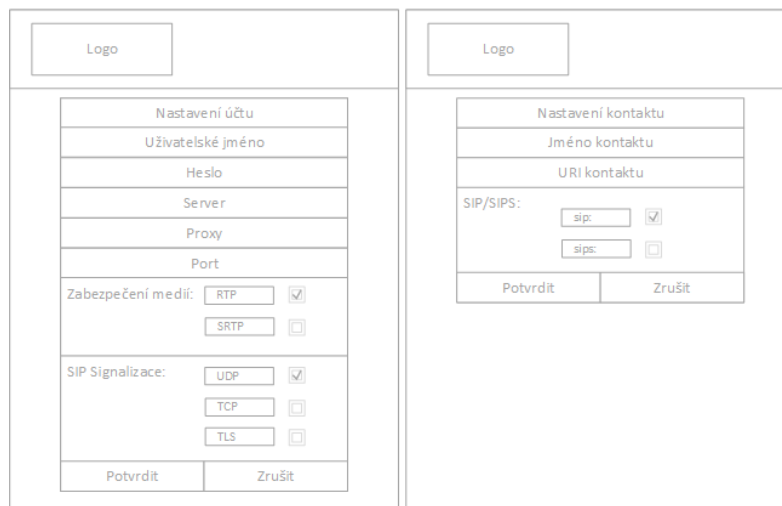 Logo
Nastavení účtu
Uživatelské jméno
Heslo
Server
Proxy
Port
Zabezpečení medií:
RTP
SRTP
SIP Signalizace:
UDP
TCP
TLS
Potvrdit
Zrušit
Logo
Nastavení kontaktu
Jméno kontaktu
URI kontaktu
SIP/SIPS:
sip:
sips:
Potvrdit
Zrušit